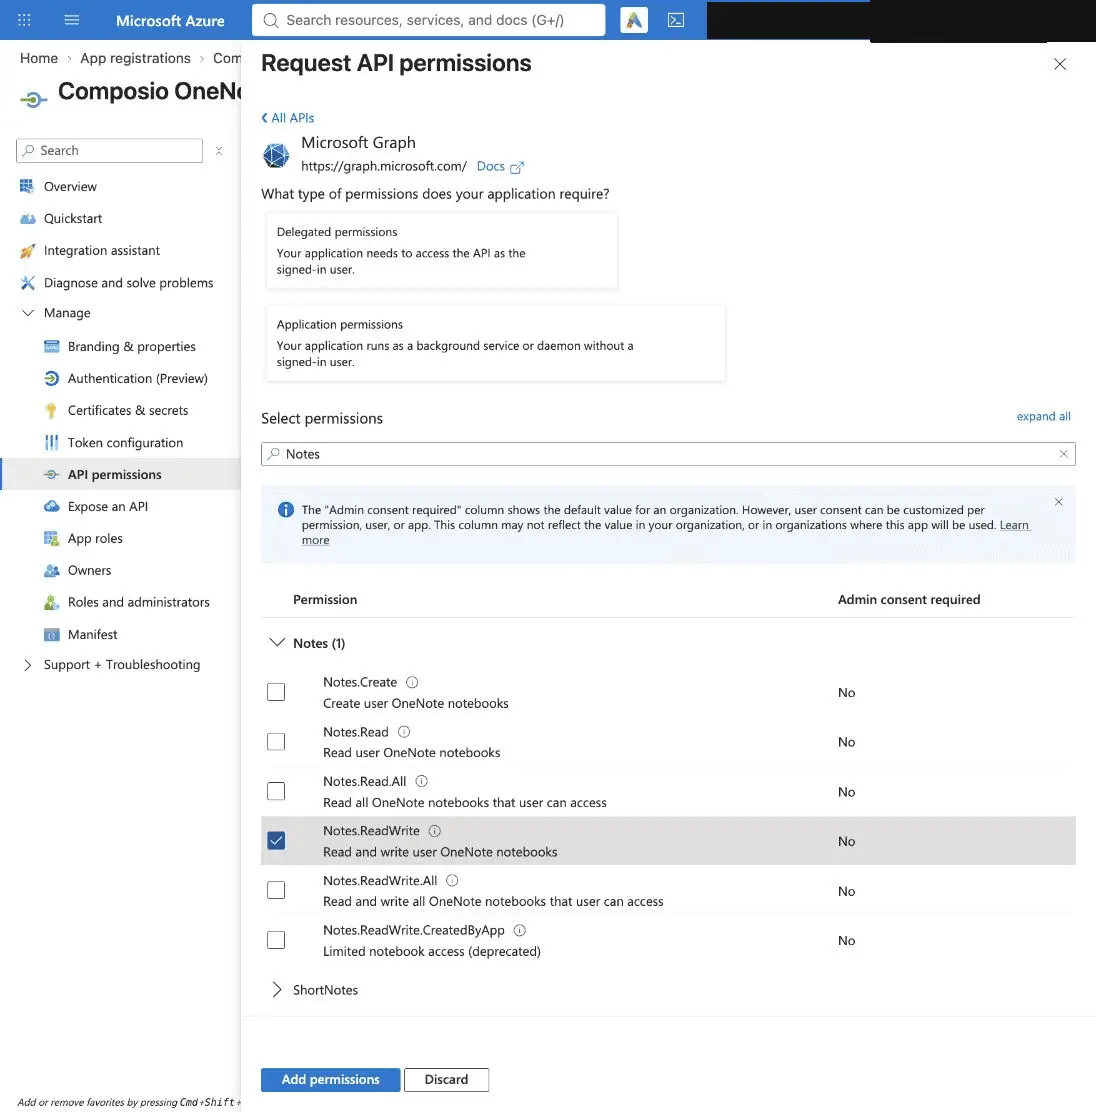 Microsoft Azure
Search resources, services, and docs (G+/)
Home > App registrations > Com
Composio OneNo
Search
Overview
Quickstart
Integration assistant
Diagnose and solve problems
Manage
Branding & properties
Authentication (Preview)
Certificates & secrets
Token configuration
API permissions
Expose an API
App roles
Owners
Roles and administrators
Manifest
Support + Troubleshooting
Add or remove favorites by pressing Cmd+Shift+
Request API permissions
All APIs
Microsoft Graph
https://graph.microsoft.com/ Docs
What type of permissions does your application require?
Delegated permissions
Your application needs to access the API as the
signed-in user.
Application permissions
Your application runs as a background service or daemon without a
signed-in user.
Select permissions
expand all
Notes
The "Admin consent required" column shows the default value for an organization. However, user consent can be customized per
permission, user, or app. This column may not reflect the value in your organization, or in organizations where this app will be used. Learn
more
Permission Admin consent required
Notes (1)
Notes.Create
Create user OneNote notebooks
No
Notes.Read
Read user OneNote notebooks
No
Notes.Read.All
Read all OneNote notebooks that user can access
No
Notes.ReadWrite
Read and write user OneNote notebooks
No
Notes.ReadWrite.All
Read and write all OneNote notebooks that user can access
No
Notes.ReadWrite.CreatedByApp
Limited notebook access (deprecated)
No
ShortNotes
Add permissions
Discard